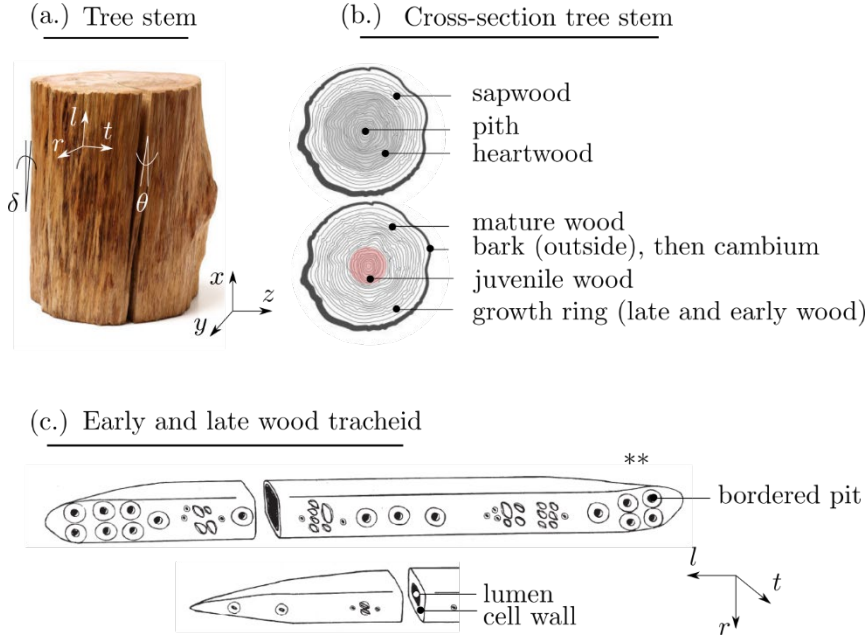 (a.) Tree stem
(b.) Cross-section tree stem
l
r
t
δ
θ
x
y
z
sapwood
pith
heartwood
mature wood
bark (outside), then cambium
juvenile wood
growth ring (late and early wood)
(c.) Early and late wood tracheid
**
bordered pit
lumen
cell wall
l
t
r